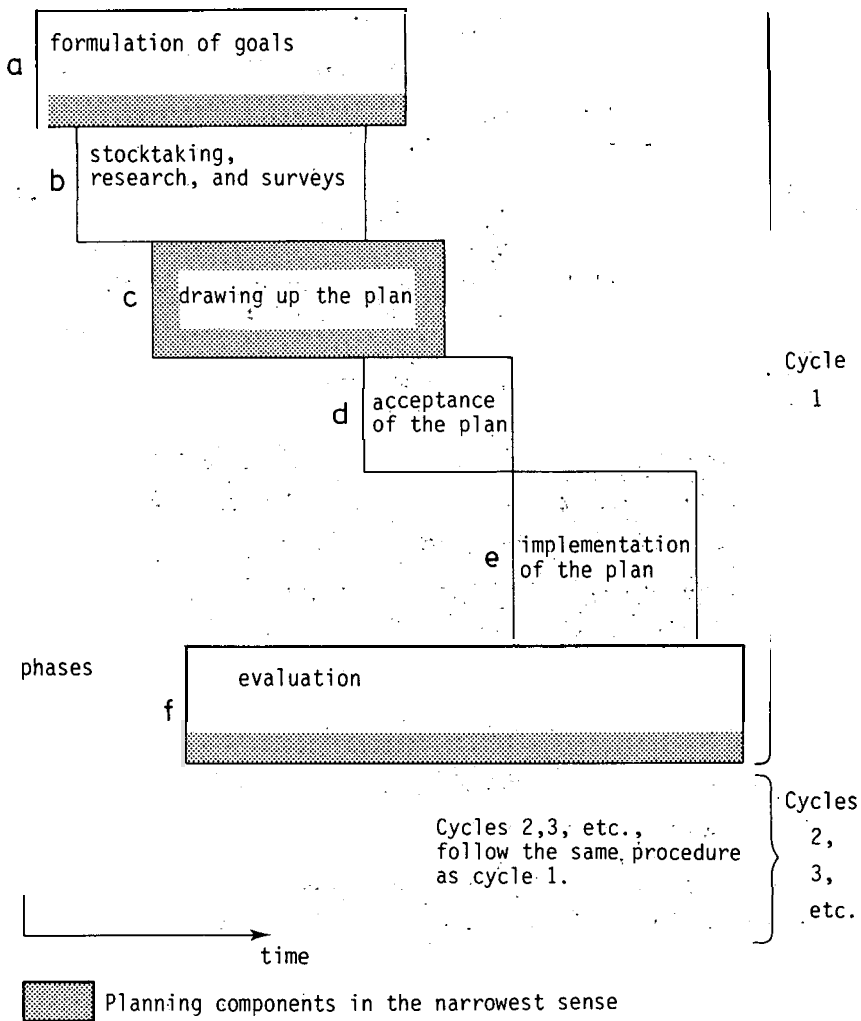 a
formulation of goals
b
stocktaking,
research, and surveys
c
drawing up the plan
d
acceptance
of the plan
Cycle
1
e
implementation
of the plan
phases
f
evaluation
Cycles 2,3, etc.,
follow the same procedure
as cycle 1.
Cycles
2,
3,
etc.
time
Planning components in the narrowest sense